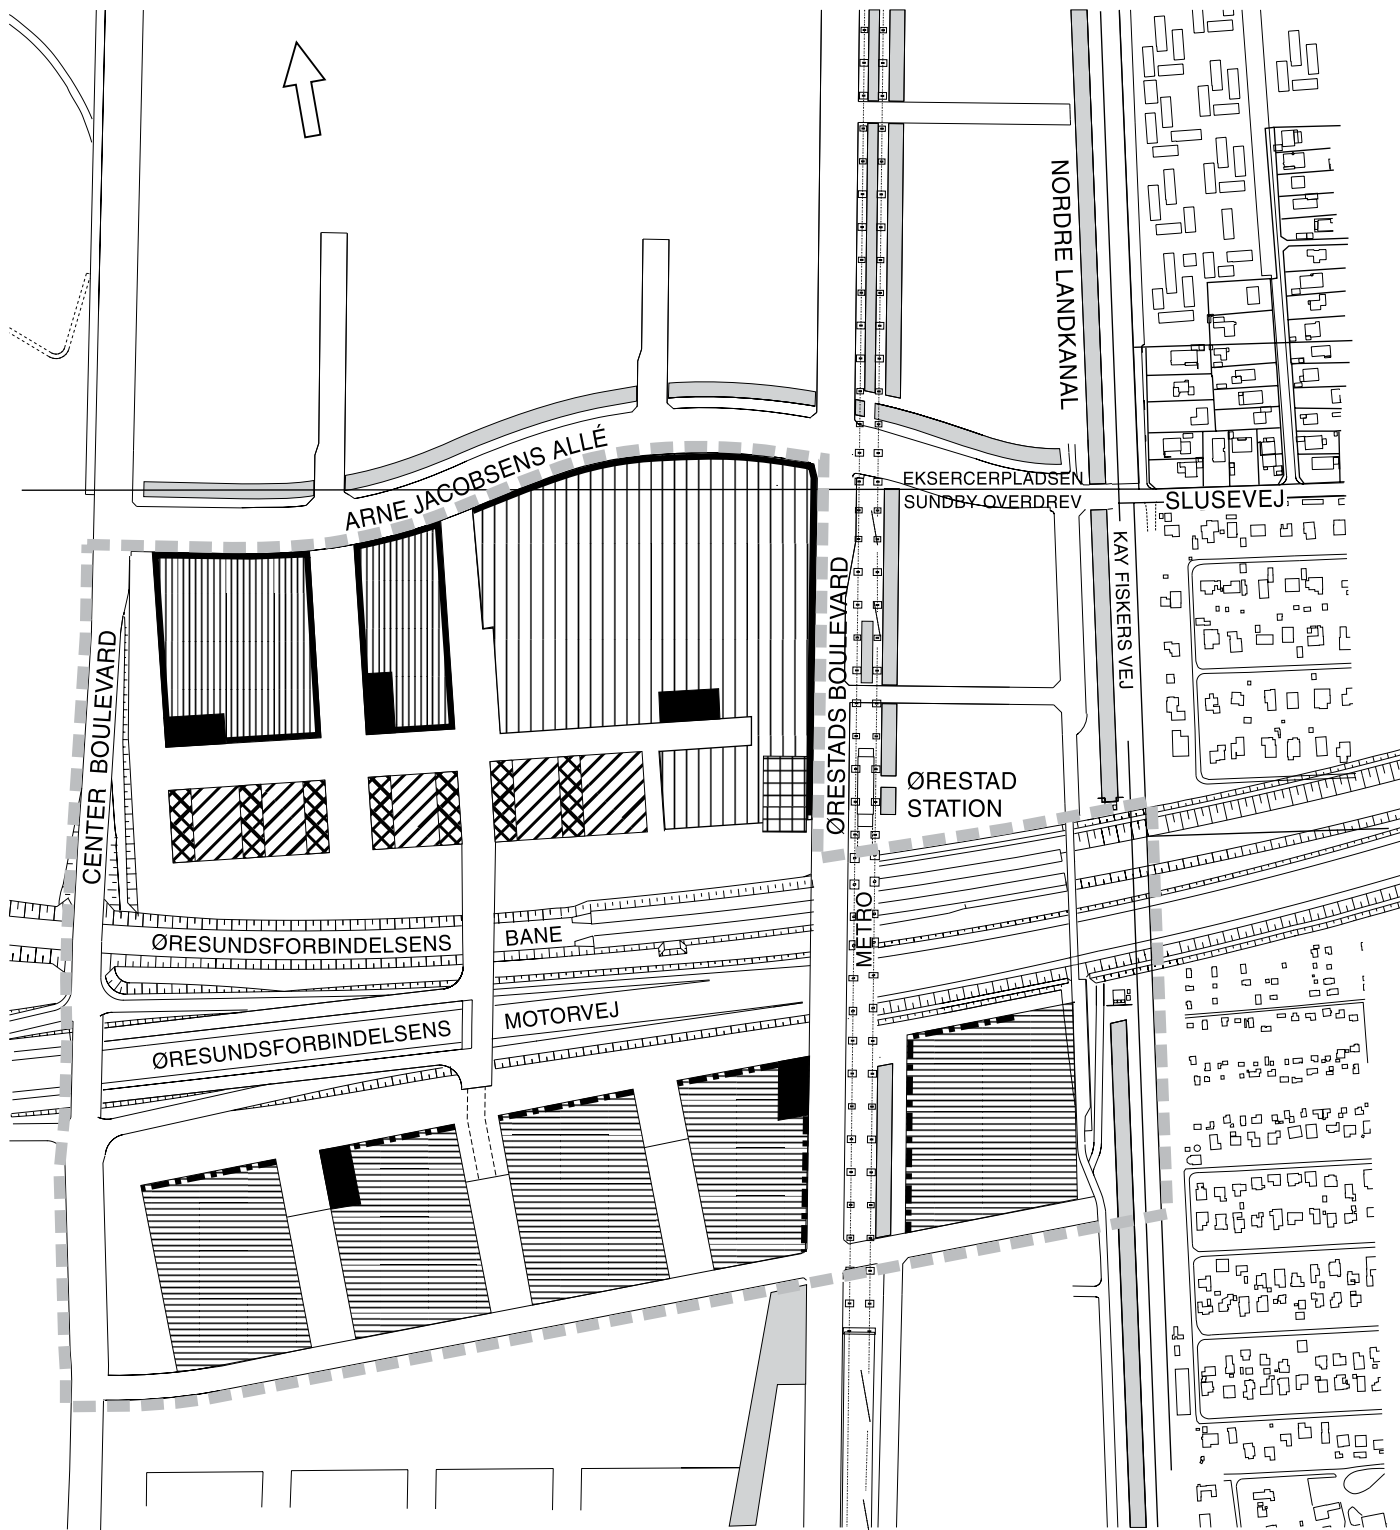 NORDRE LANDKANAL
ARNE JACOBSENS ALLÉ
EKSERCERPLADSEN
SUNDBY OVERDREV
SLUSEVEJ
KAY FISKERS VEJ
CENTER BOULEVARD
ØRESTADS BOULEVARD
ØRESTAD
STATION
METRO
ØRESUNDSFORBINDELSENS
BANE
MOTORVEJ
ØRESUNDSFORBINDELSENS